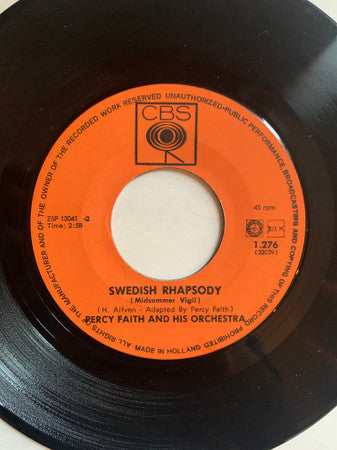 ALL RIGHTS OF THE MANUFACTURER AND OF THE OWNER OF THE RECORDED WORK RESERVED UNAUTHORIZED·PUBLIC PERFORMANCE, BROADCASTING AND COPYING OF THIS RECORD PROHIBITED
CBS
ZSP 13041 -2
45 rpm
Time: 2:58
1.276
SWEDISH RHAPSODY
(Midsummer Vigil)
(H. Alfven - Adapted By Percy Faith)
PERCY FAITH AND HIS ORCHESTRA
MADE IN HOLLAND